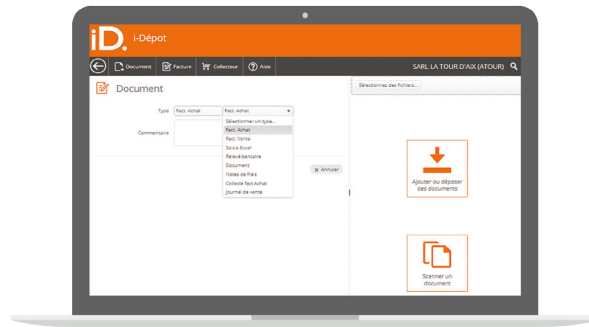 iD. i-Dépot
Document Facture Collecteur Aide SARL LA TOUR D'AIX (ATOUR)
Document
Sélectionnez des fichiers...
Type Fact. Achat Fact. Achat
Sélectionner un type...
Fact. Achat
Fact. Vente
Saisie Excel
Relevé bancaire
Document
Notes de frais
Collecte Fact Achat
Journal de vente
Commentaire
Annuler
Ajouter ou déposer
des documents
Scanner un
document